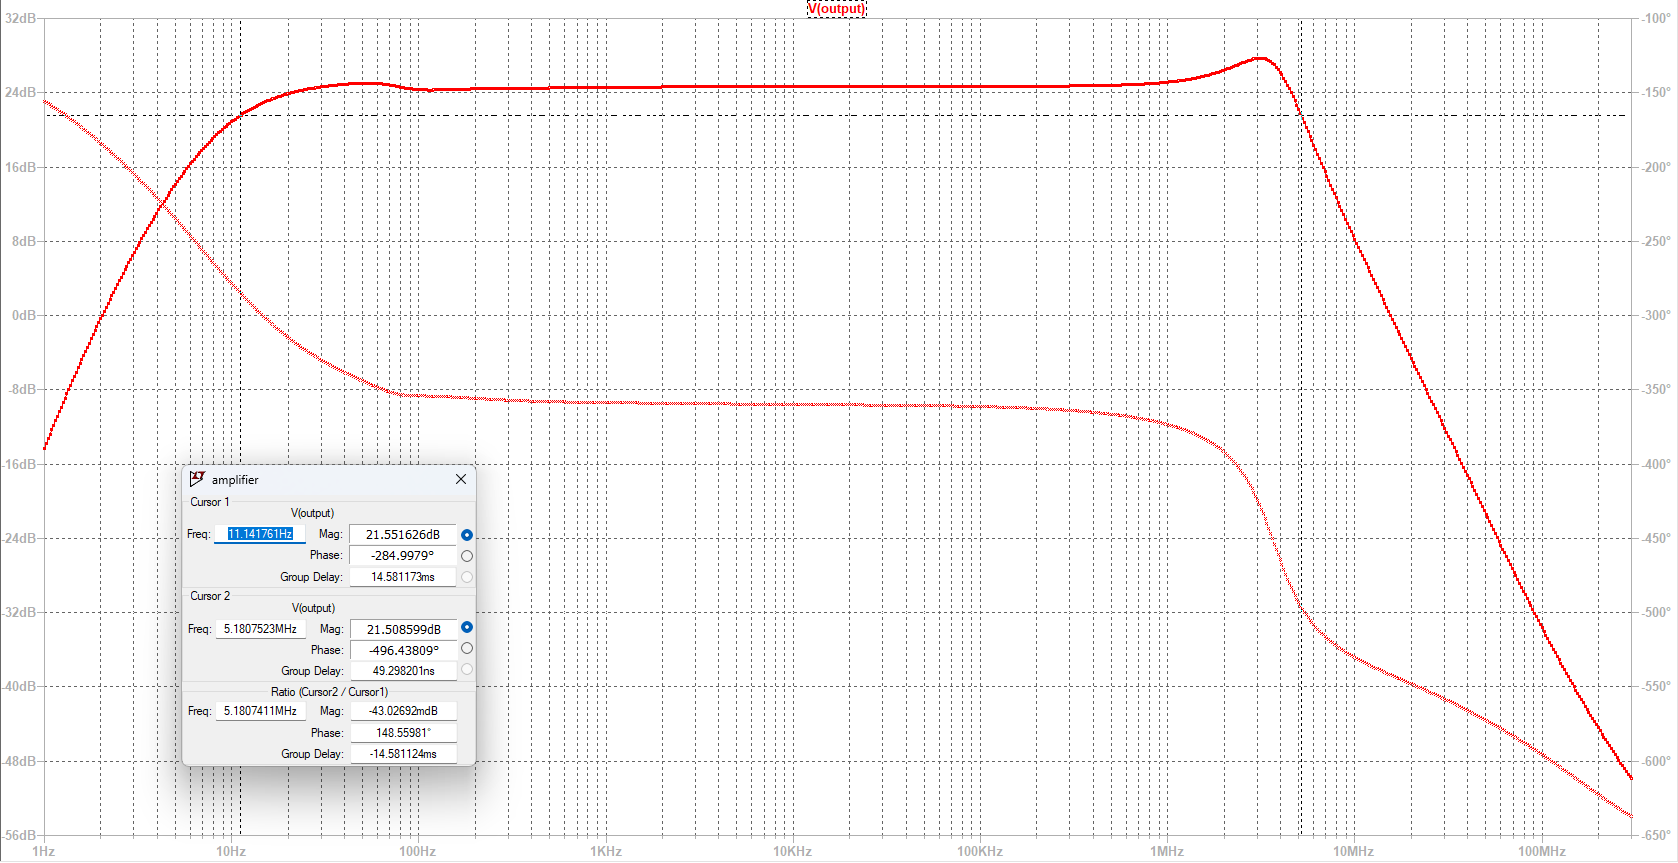 V(output)
32dB
24dB
16dB
8dB
0dB
-8dB
-16dB
-24dB
-32dB
-40dB
-48dB
-56dB
-100°
-150°
-200°
-250°
-300°
-350°
-400°
-450°
-500°
-550°
-600°
-650°
1Hz
10Hz
100Hz
1KHz
10KHz
100KHz
1MHz
10MHz
100MHz
amplifier
Cursor 1
V(output)
Freq: 11.141761Hz Mag: 21.551626dB
Phase: -284.9979°
Group Delay: 14.581173ms
Cursor 2
V(output)
Freq: 5.1807523MHz Mag: 21.508599dB
Phase: -496.43809°
Group Delay: 49.298201ns
Ratio (Cursor2 / Cursor1)
Freq: 5.1807411MHz Mag: -43.02692mdB
Phase: 148.55981°
Group Delay: -14.581124ms